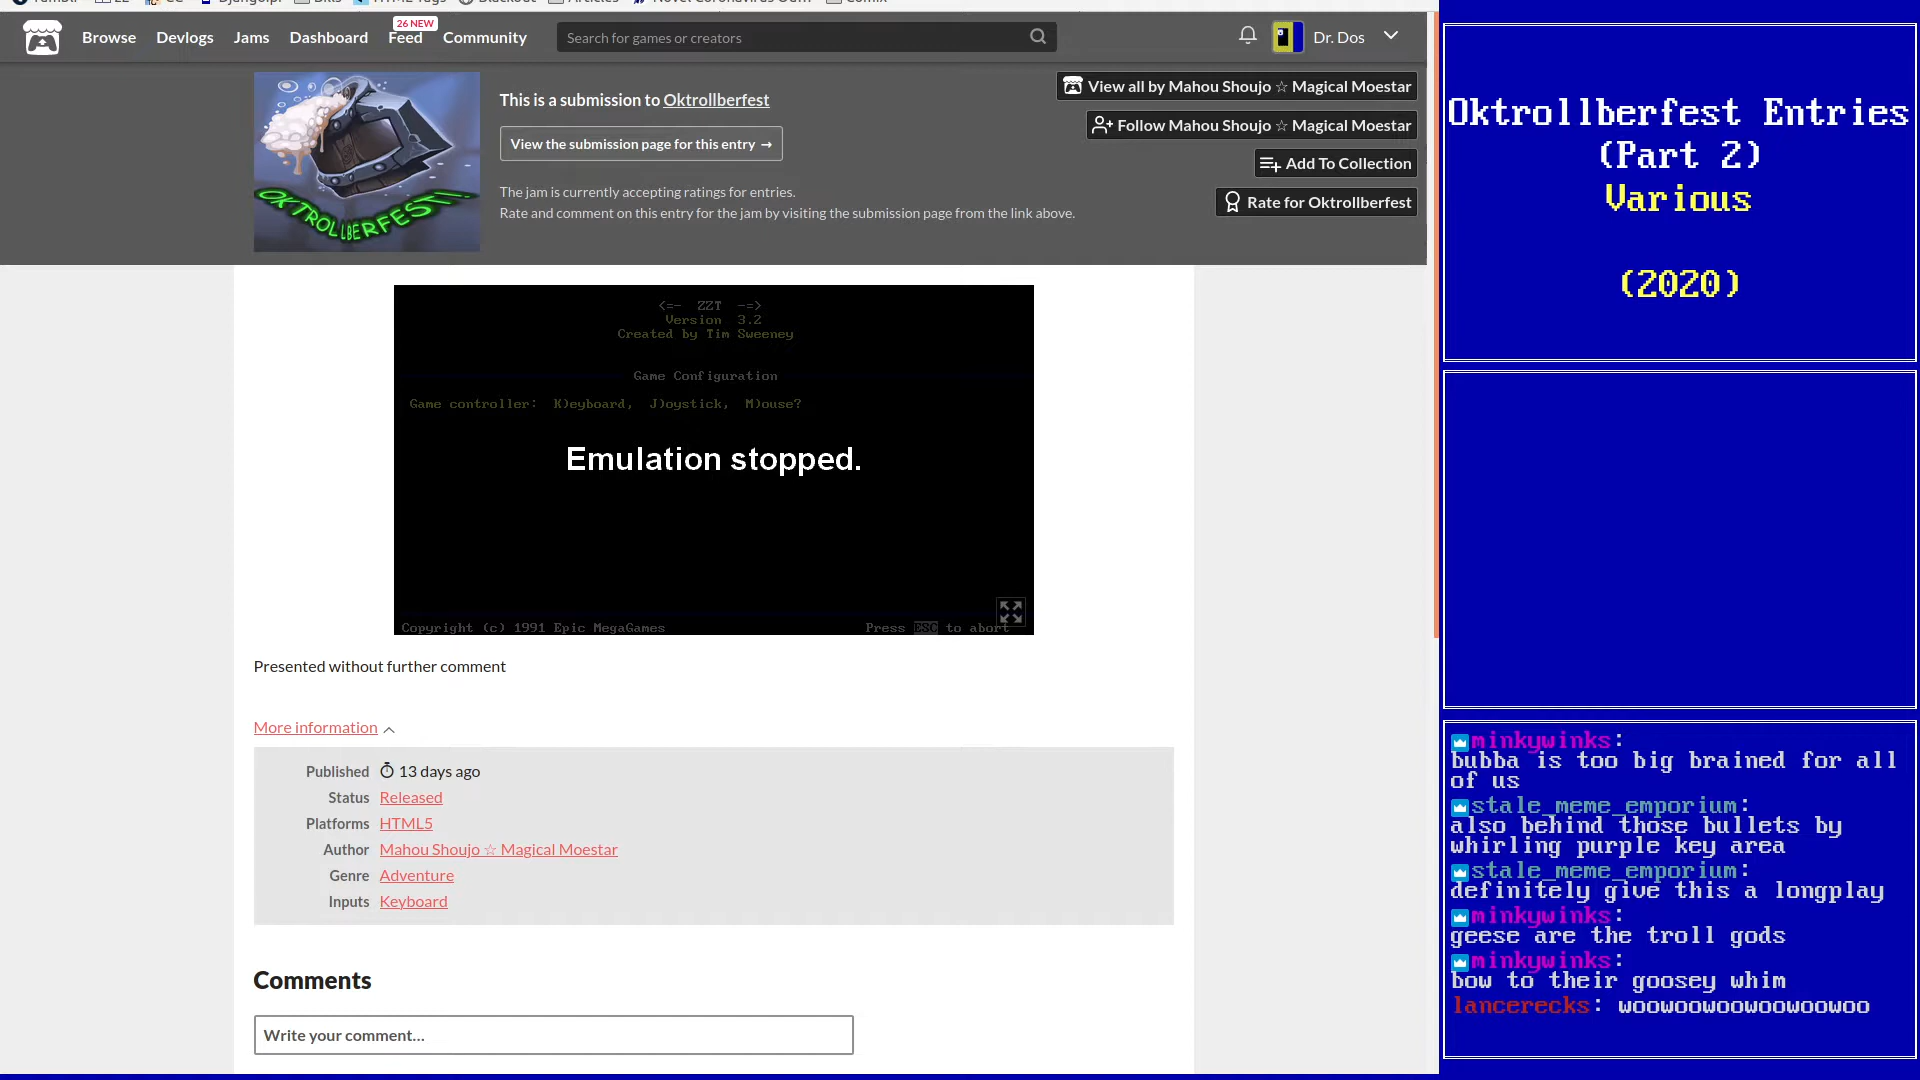 26 NEW
Browse Devlogs Jams Dashboard Feed Community Search for games or creators Dr. Dos
This is a submission to Oktrollberfest
View the submission page for this entry →
The jam is currently accepting ratings for entries.
Rate and comment on this entry for the jam by visiting the submission page from the link above.
OKTROLLBERFEST!
View all by Mahou Shoujo ☆ Magical Moestar
Follow Mahou Shoujo ☆ Magical Moestar
Add To Collection
Rate for Oktrollberfest
<=- ZZT -=>
Version 3.2
Created by Tim Sweeney
Game Configuration
Game controller: K)eyboard, J)oystick, M)ouse?
Emulation stopped.
Copyright (c) 1991 Epic MegaGames Press ESC to abort
Presented without further comment
More information
Published 13 days ago
Status Released
Platforms HTML5
Author Mahou Shoujo ☆ Magical Moestar
Genre Adventure
Inputs Keyboard
Comments
Write your comment...
Oktrollberfest Entries
(Part 2)
Various
(2020)
minkywinks:
bubba is too big brained for all
of us
stale_meme_emporium:
also behind those bullets by
whirling purple key area
stale_meme_emporium:
definitely give this a longplay
minkywinks:
geese are the troll gods
minkywinks:
bow to their goosey whim
lancerecks: woowoowoowoowoowoo